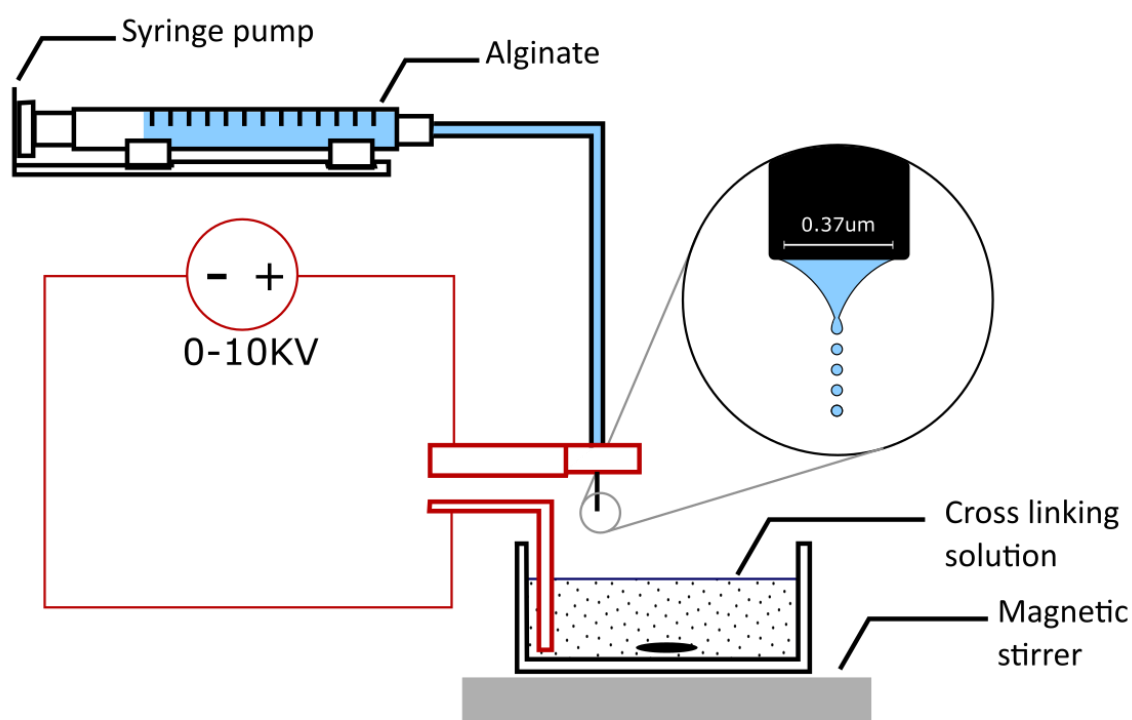 Syringe pump
Alginate
0.37um
- +
0-10KV
Cross linking
solution
Magnetic
stirrer